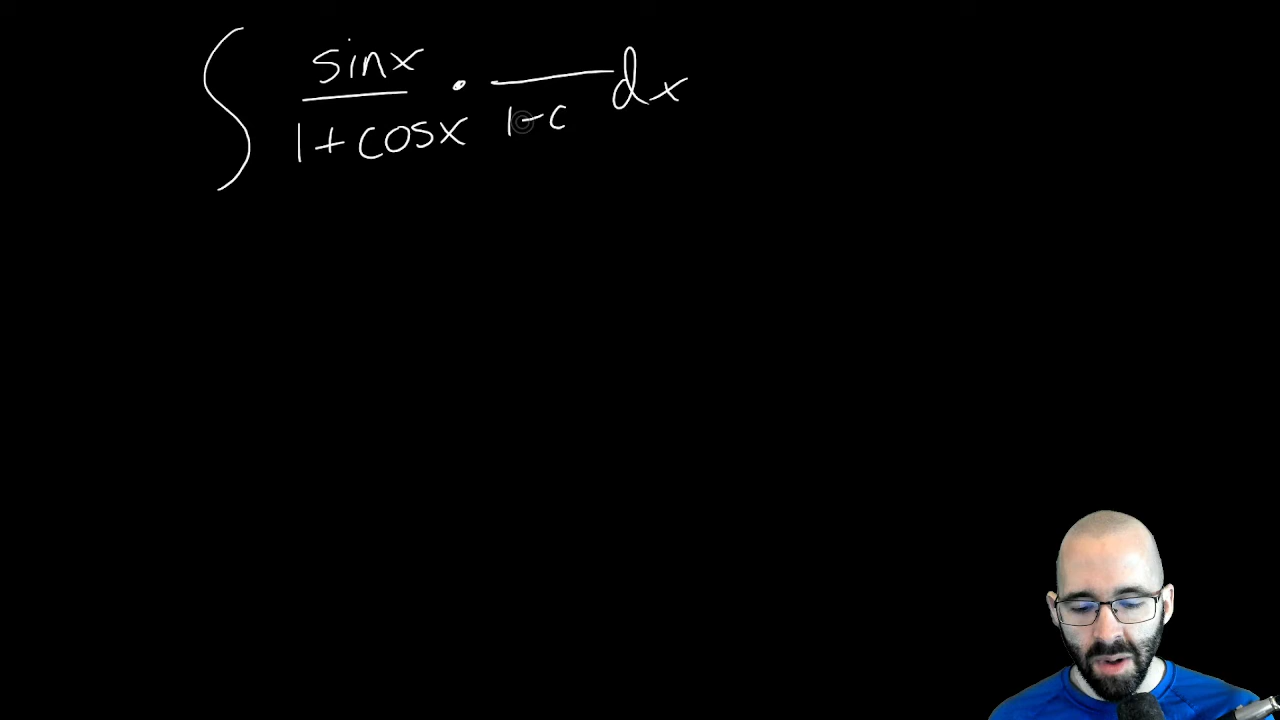 ∫ sinx/1+cosx · /1-c dx